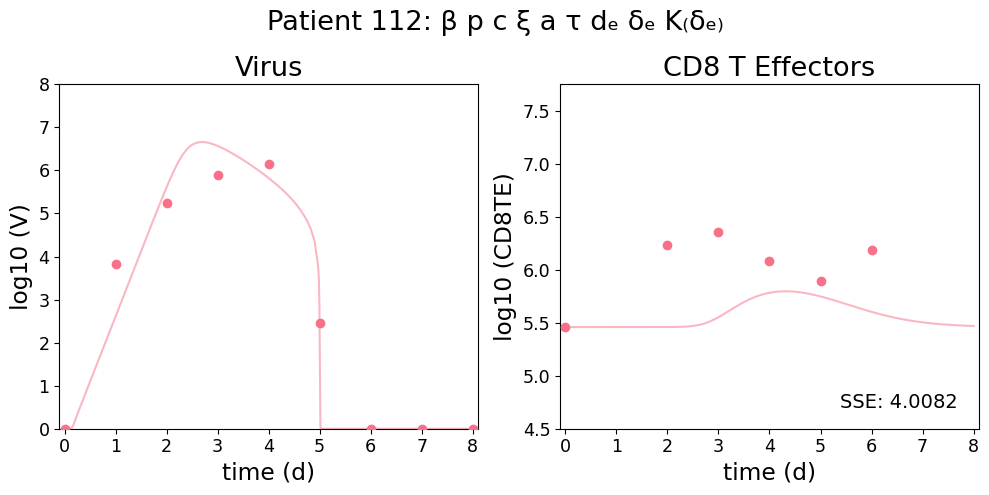 Patient 112: β p c ξ a τ dₑ δₑ K₍δₑ₎
Virus
CD8 T Effectors
log10 (V)
8
7
6
5
4
3
2
1
0
0 1 2 3 4 5 6 7 8
time (d)
log10 (CD8TE)
7.5
7.0
6.5
6.0
5.5
5.0
4.5
SSE: 4.0082
0 1 2 3 4 5 6 7 8
time (d)